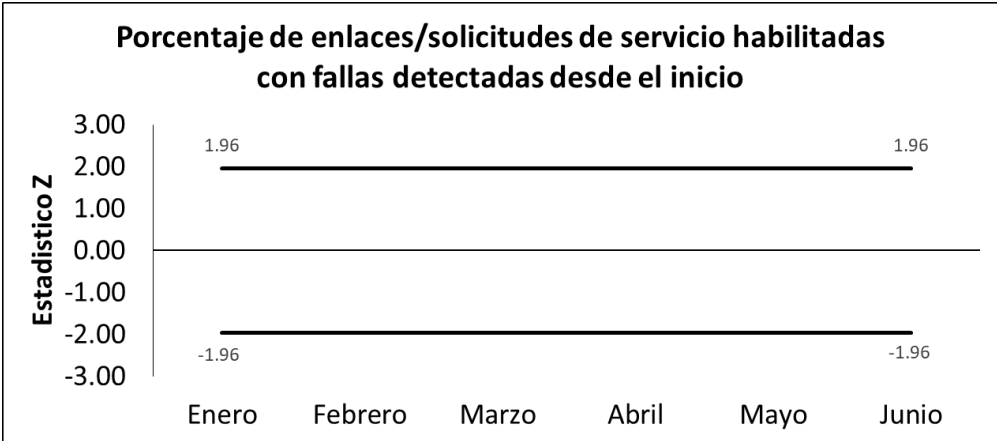 Porcentaje de enlaces/solicitudes de servicio habilitadas
con fallas detectadas desde el inicio
Estadistico Z
3.00
2.00
1.00
0.00
-1.00
-2.00
-3.00
1.96
1.96
-1.96
-1.96
Enero Febrero Marzo Abril Mayo Junio